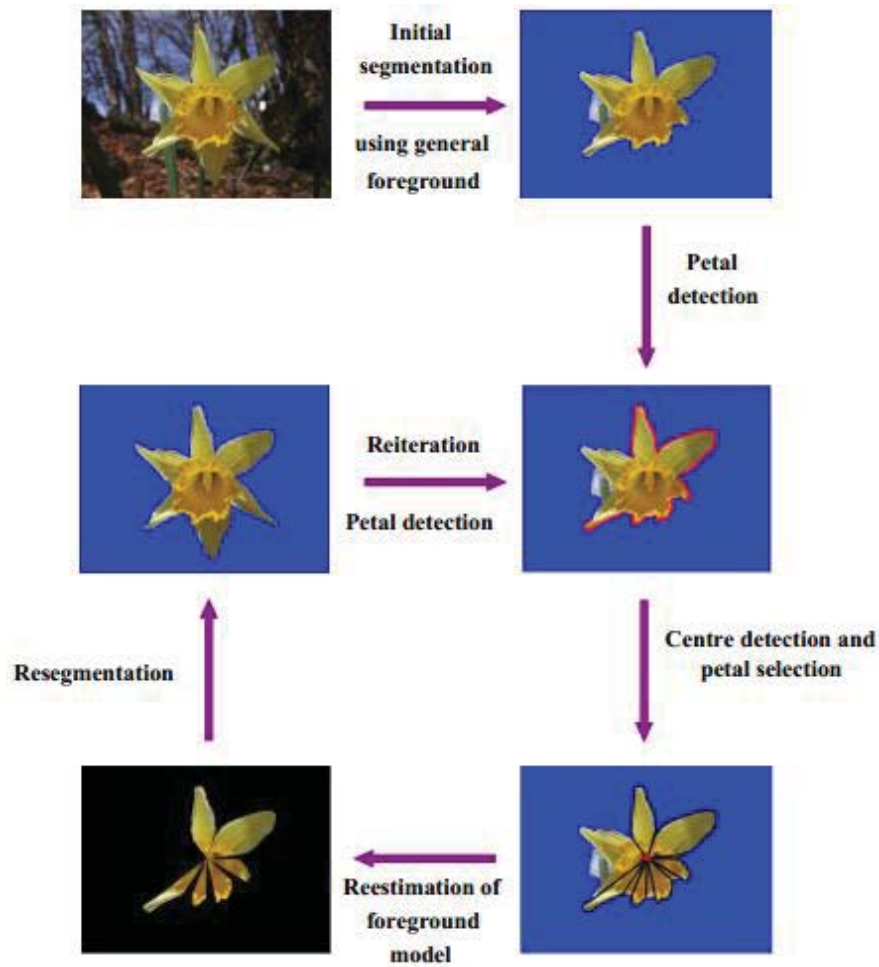 Initial
segmentation
using general
foreground
Petal
detection
Reiteration
Petal detection
Centre detection and
petal selection
Resegmentation
Reestimation of
foreground
model